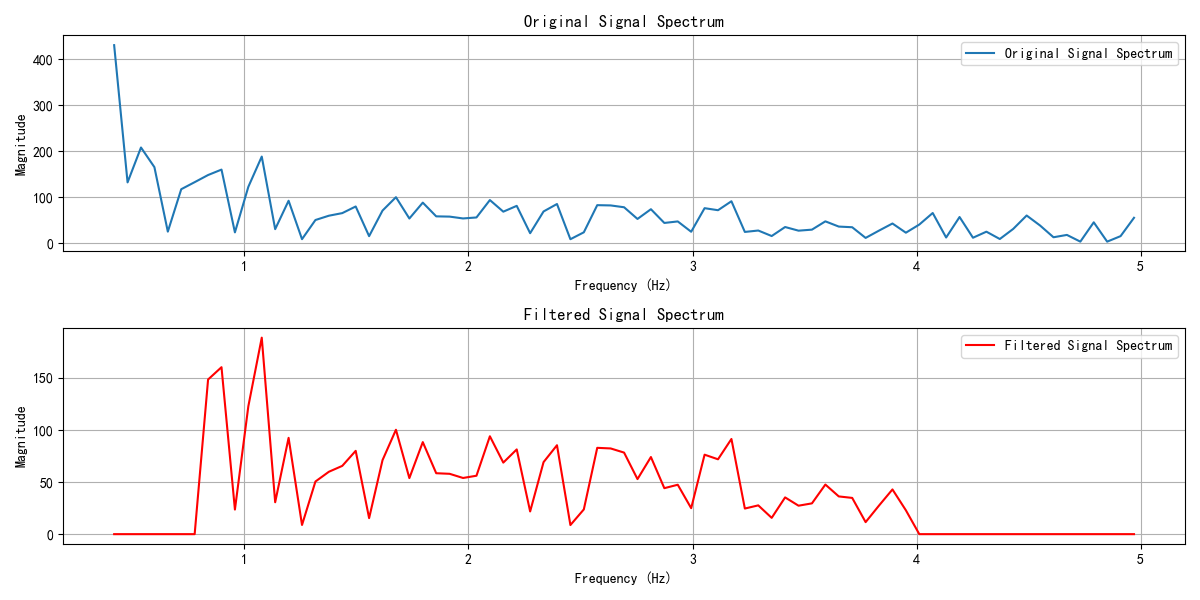 Original Signal Spectrum
Original Signal Spectrum
Magnitude
400
300
200
100
0
1 2 3 4 5
Frequency (Hz)
Filtered Signal Spectrum
Filtered Signal Spectrum
Magnitude
150
100
50
0
1 2 3 4 5
Frequency (Hz)